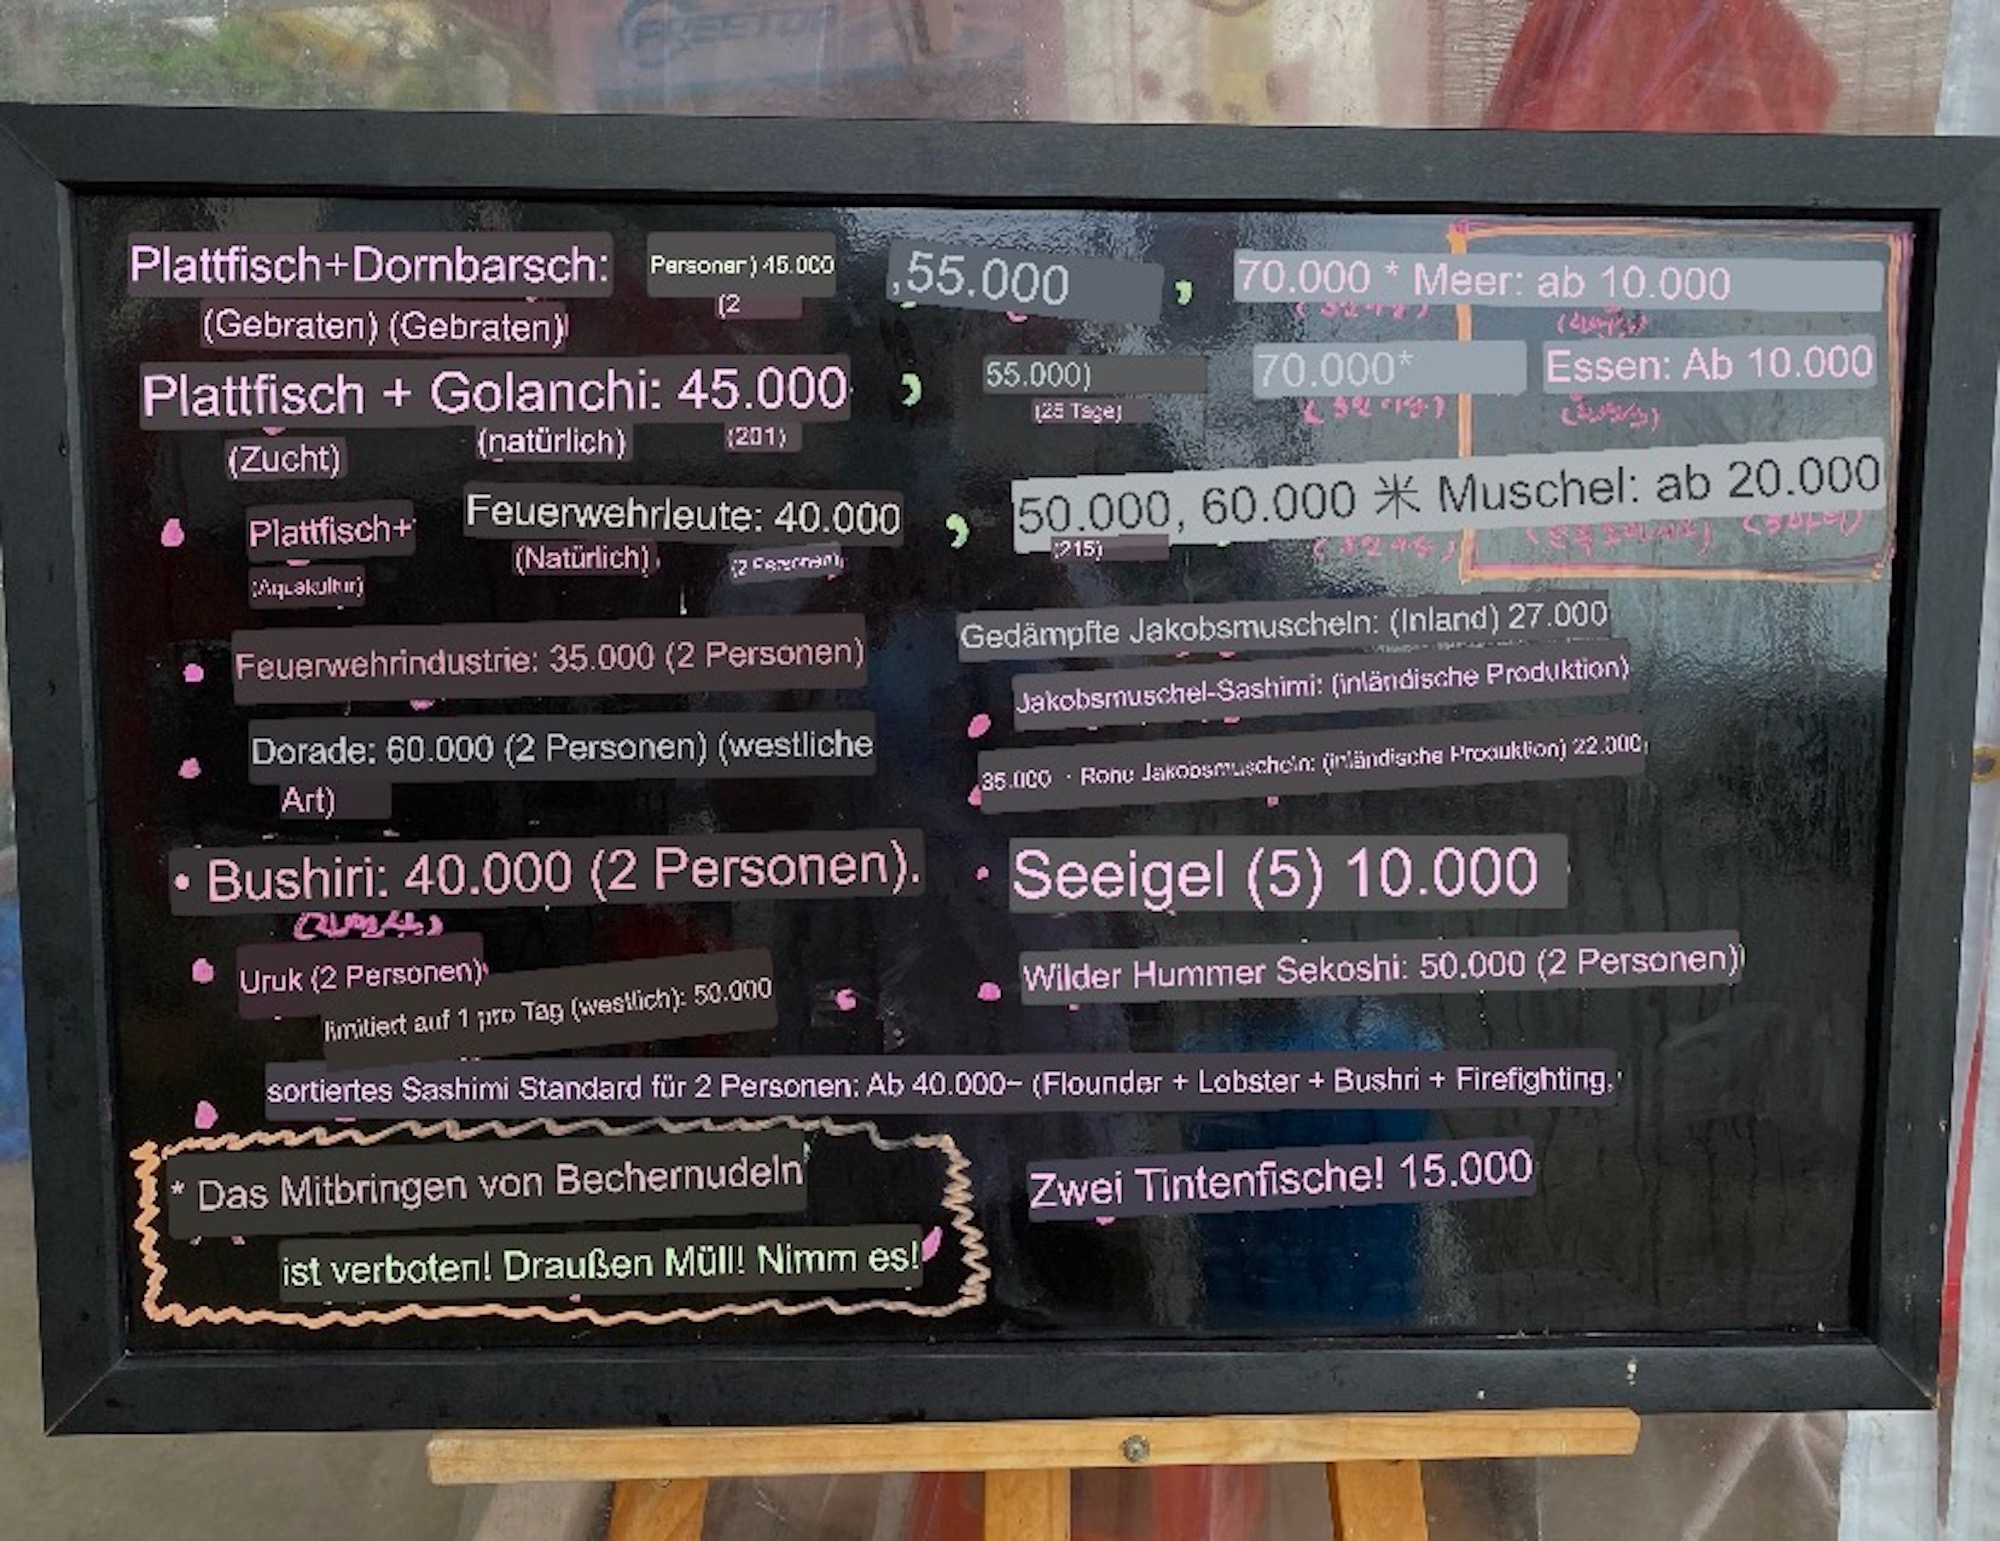 FREETOP
Plattfisch+Dornbarsch: Personen) 45.000 ,55.000 , 70.000 * Meer: ab 10.000
(2
(Gebraten) (Gebraten)
Plattfisch + Golanchi: 45.000 , 55.000) 70.000* Essen: Ab 10.000
(Zucht) (natürlich) (201) (25 Tage)
Plattfisch+ Feuerwehrleute: 40.000 , 50.000, 60.000 米 Muschel: ab 20.000
(Aquakultur) (Natürlich) (2 Personen) (215)
Feuerwehrindustrie: 35.000 (2 Personen)
Gedämpfte Jakobsmuscheln: (Inland) 27.000
Jakobsmuschel-Sashimi: (inländische Produktion)
Dorade: 60.000 (2 Personen) (westliche
Art)
35.000 · Rohe Jakobsmuscheln: (inländische Produktion) 22.000
• Bushiri: 40.000 (2 Personen).
Seeigel (5) 10.000
Uruk (2 Personen)
limitiert auf 1 pro Tag (westlich): 50.000
Wilder Hummer Sekoshi: 50.000 (2 Personen)
sortiertes Sashimi Standard für 2 Personen: Ab 40.000~ (Flounder + Lobster + Bushri + Firefighting,
* Das Mitbringen von Bechernudeln
ist verboten! Draußen Müll! Nimm es!
Zwei Tintenfische! 15.000